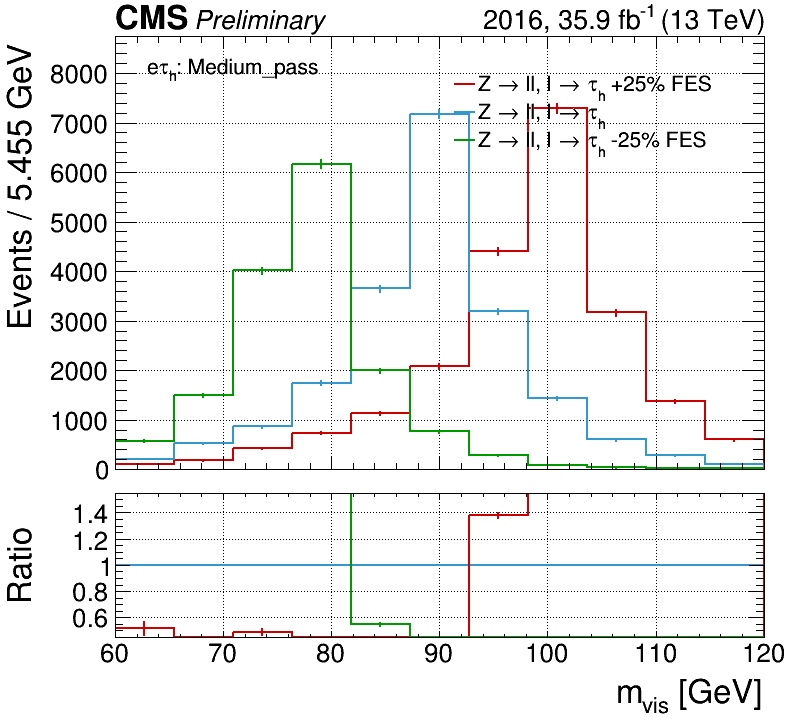 CMS Preliminary 2016, 35.9 fb-1 (13 TeV)
eτh: Medium_pass
Z → ll, l → τh +25% FES
Z → ll, l → τh
Z → ll, l → τh -25% FES
Events / 5.455 GeV
8000
7000
6000
5000
4000
3000
2000
1000
0
Ratio
1.4
1.2
1
0.8
0.6
60 70 80 90 100 110 120
mvis [GeV]